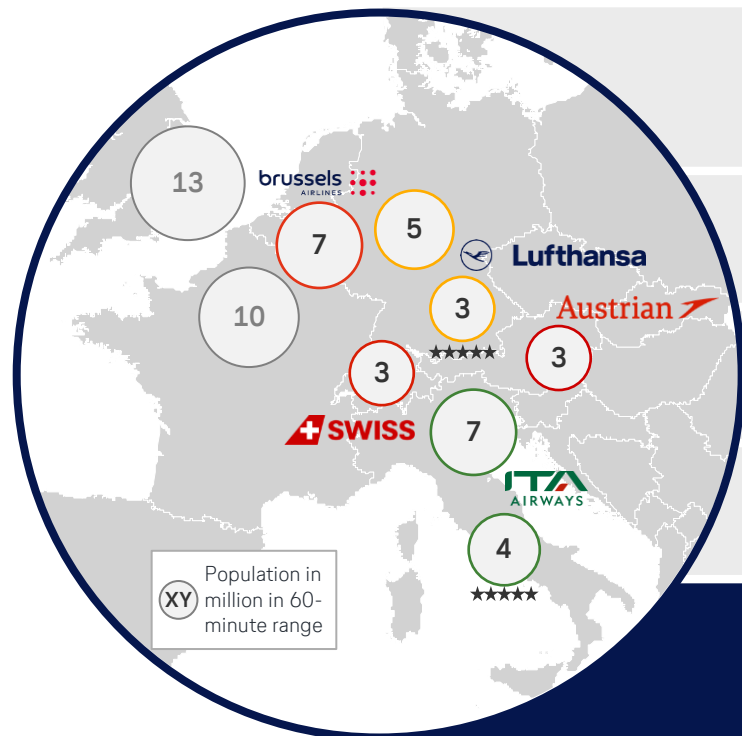 13
brussels
AIRLINES
7
5
Lufthansa
10
3
★★★★★
Austrian
3
3
SWISS
7
ITA
AIRWAYS
4
★★★★★
XY
Population in
million in 60-
minute range